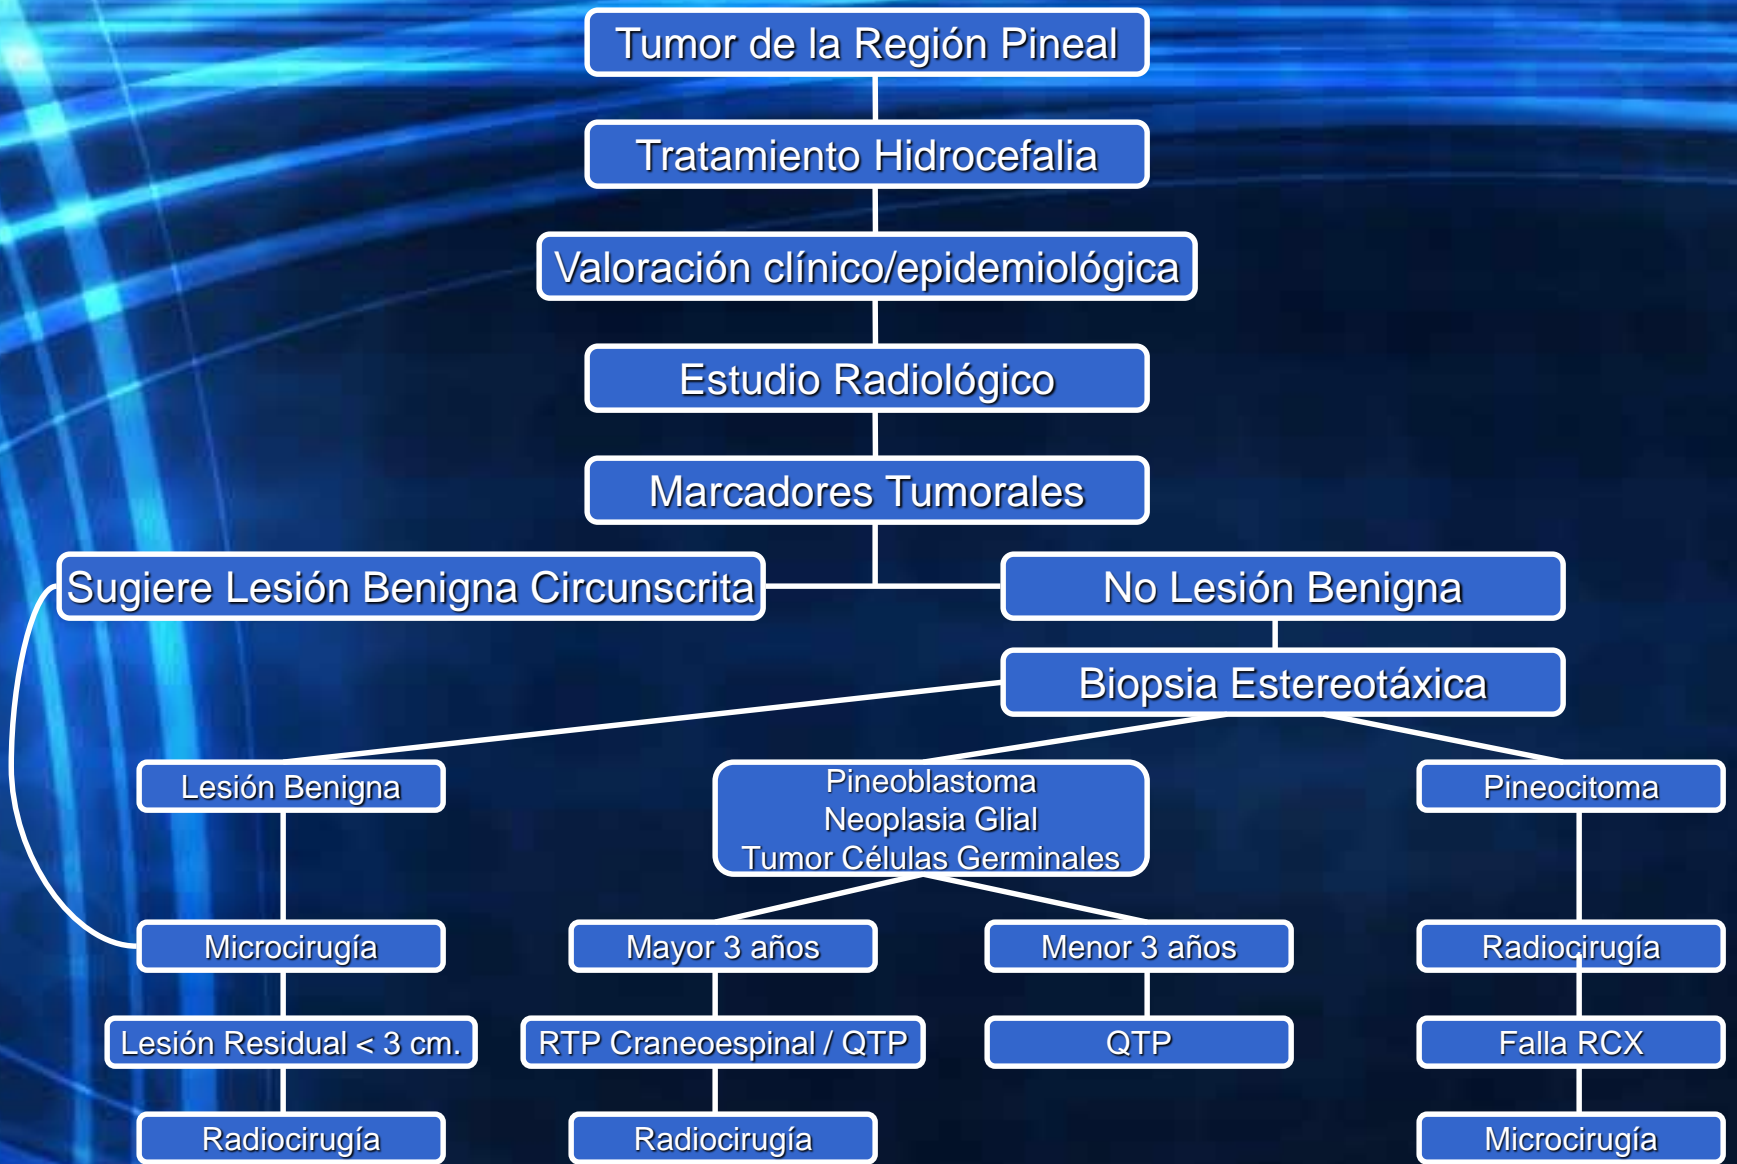 Tumor de la Región Pineal
Tratamiento Hidrocefalia
Valoración clínico/epidemiológica
Estudio Radiológico
Marcadores Tumorales
Sugiere Lesión Benigna Circunscrita
No Lesión Benigna
Biopsia Estereotáxica
Lesión Benigna
Pineoblastoma
Neoplasia Glial
Tumor Células Germinales
Pineocitoma
Microcirugía
Mayor 3 años
Menor 3 años
Radiocirugía
Lesión Residual < 3 cm.
RTP Craneoespinal / QTP
QTP
Falla RCX
Radiocirugía
Radiocirugía
Microcirugía